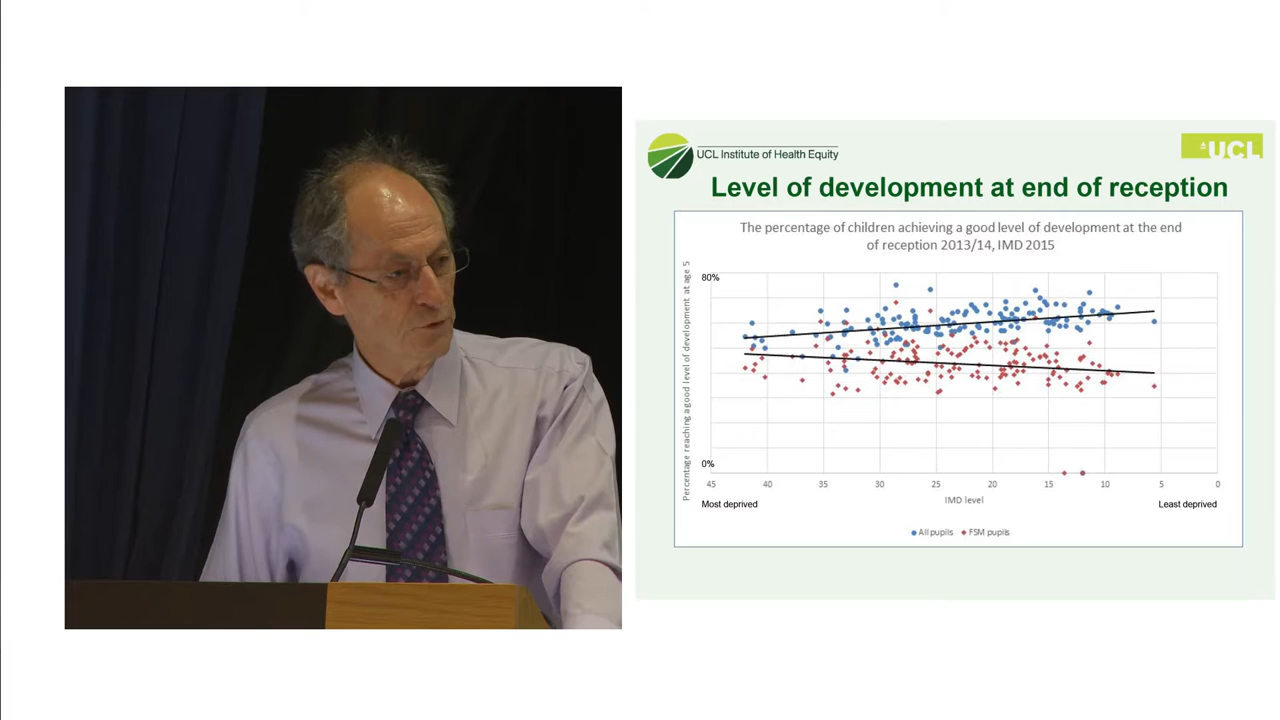 UCL Institute of Health Equity
UCL
Level of development at end of reception
The percentage of children achieving a good level of development at the end
of reception 2013/14, IMD 2015
Percentage reaching a good level of development at age 5
80%
0%
45 40 35 30 25 20 15 10 5 0
Most deprived
IMD level
Least deprived
All pupils FSM pupils